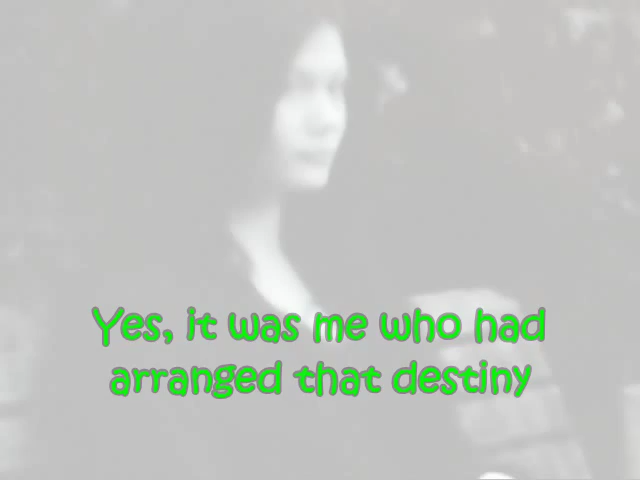 Yes, it was me who had
arranged that destiny